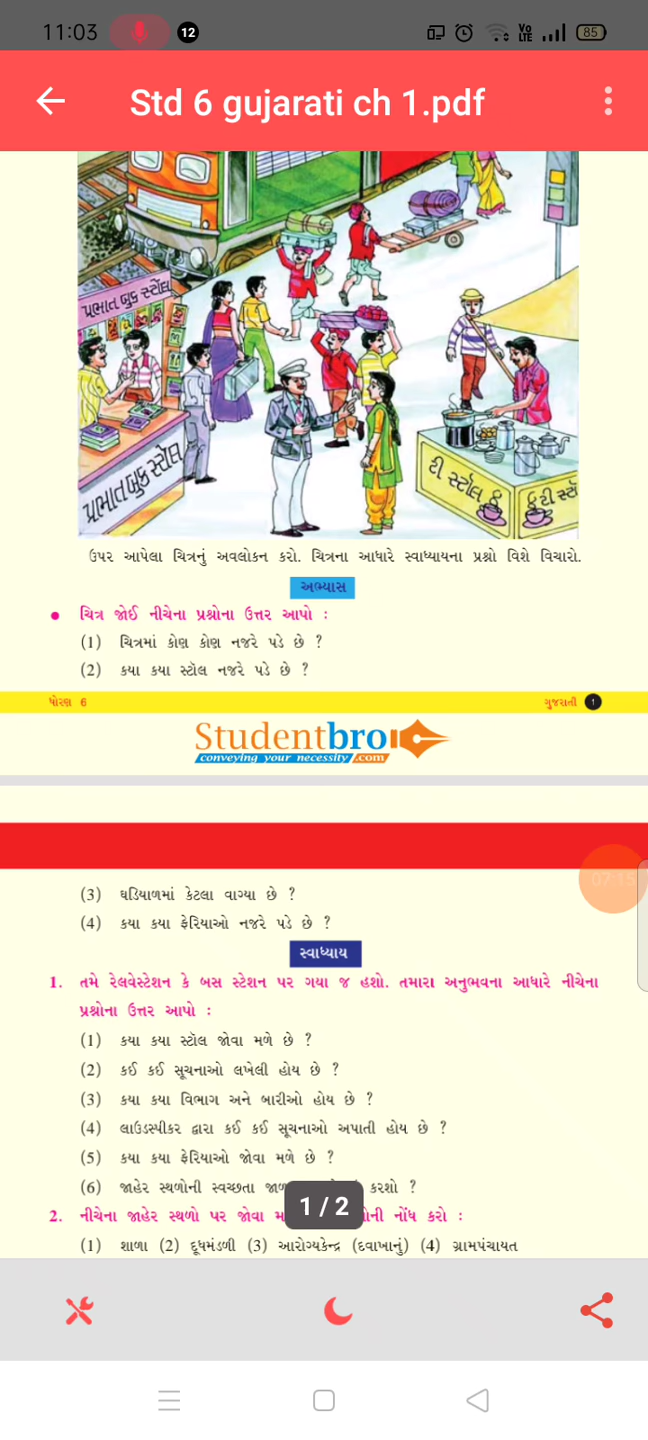 11:03
12
Vo
LTE
85
Std 6 gujarati ch 1.pdf
પ્રભાત બુક સ્ટૉલ
પ્રભાત બુક સ્ટૉલ
ટી સ્ટૉલ
ટી સ્ટૉ
ઉપર આપેલા ચિત્રનું અવલોકન કરો. ચિત્રના આધારે સ્વાધ્યાયના પ્રશ્નો વિશે વિચારો.
અભ્યાસ
● ચિત્ર જોઈ નીચેના પ્રશ્નોના ઉત્તર આપો :
(1) ચિત્રમાં કોણ કોણ નજરે પડે છે ?
(2) કયા કયા સ્ટૉલ નજરે પડે છે ?
ધોરણ 6
ગુજરાતી 1
Studentbro
conveying your necessity .com
(3) ઘડિયાળમાં કેટલા વાગ્યા છે ?
07:15
(4) કયા કયા ફેરિયાઓ નજરે પડે છે ?
સ્વાધ્યાય
1. તમે રેલવેસ્ટેશન કે બસ સ્ટેશન પર ગયા જ હશો. તમારા અનુભવના આધારે નીચેના
પ્રશ્નોના ઉત્તર આપો :
(1) કયા કયા સ્ટૉલ જોવા મળે છે ?
(2) કઈ કઈ સૂચનાઓ લખેલી હોય છે ?
(3) કયા કયા વિભાગ અને બારીઓ હોય છે ?
(4) લાઉડસ્પીકર દ્વારા કઈ કઈ સૂચનાઓ અપાતી હોય છે ?
(5) કયા કયા ફેરિયાઓ જોવા મળે છે ?
(6) જાહેર સ્થળોની સ્વચ્છતા કરશો ?
1 / 2
2. નીચેના જાહેર સ્થળો પર જોવા નોંધ કરો :
(1) શાળા (2) દૂધમંડળી (3) આરોગ્યકેન્દ્ર (દવાખાનું) (4) ગ્રામપંચાયત